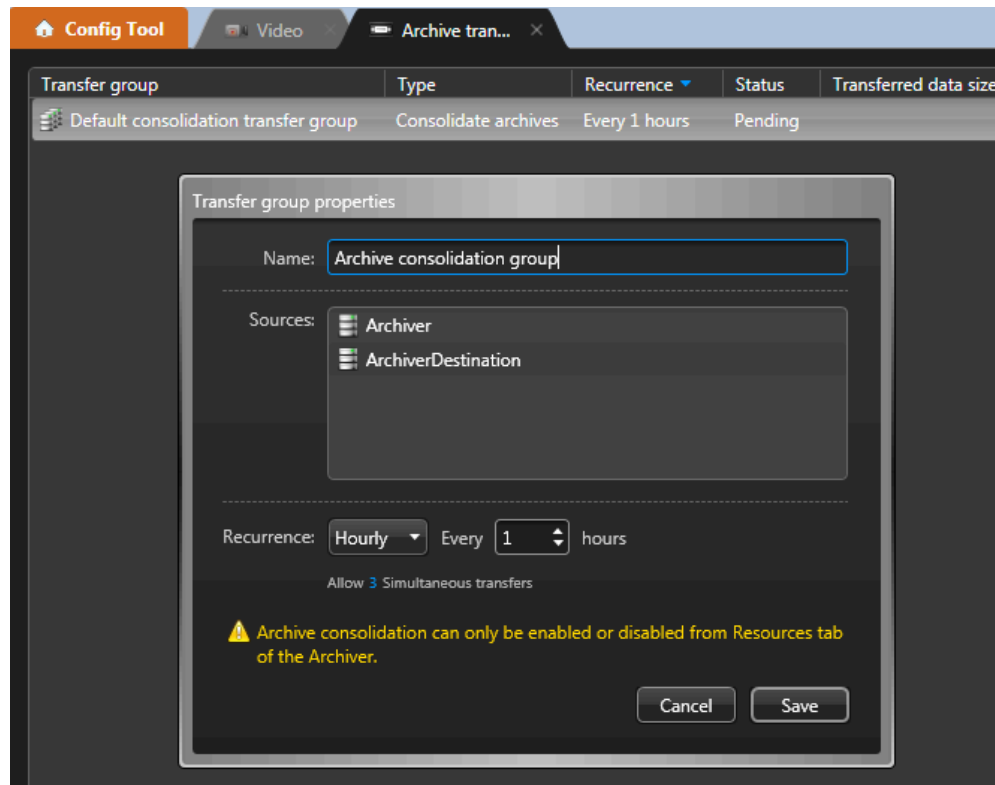 Config Tool Video Archive tran...
Transfer group Type Recurrence Status Transferred data size
Default consolidation transfer group Consolidate archives Every 1 hours Pending
Transfer group properties
Name: Archive consolidation group
Sources: Archiver
ArchiverDestination
Recurrence: Hourly Every 1 hours
Allow 3 Simultaneous transfers
Archive consolidation can only be enabled or disabled from Resources tab
of the Archiver.
Cancel Save